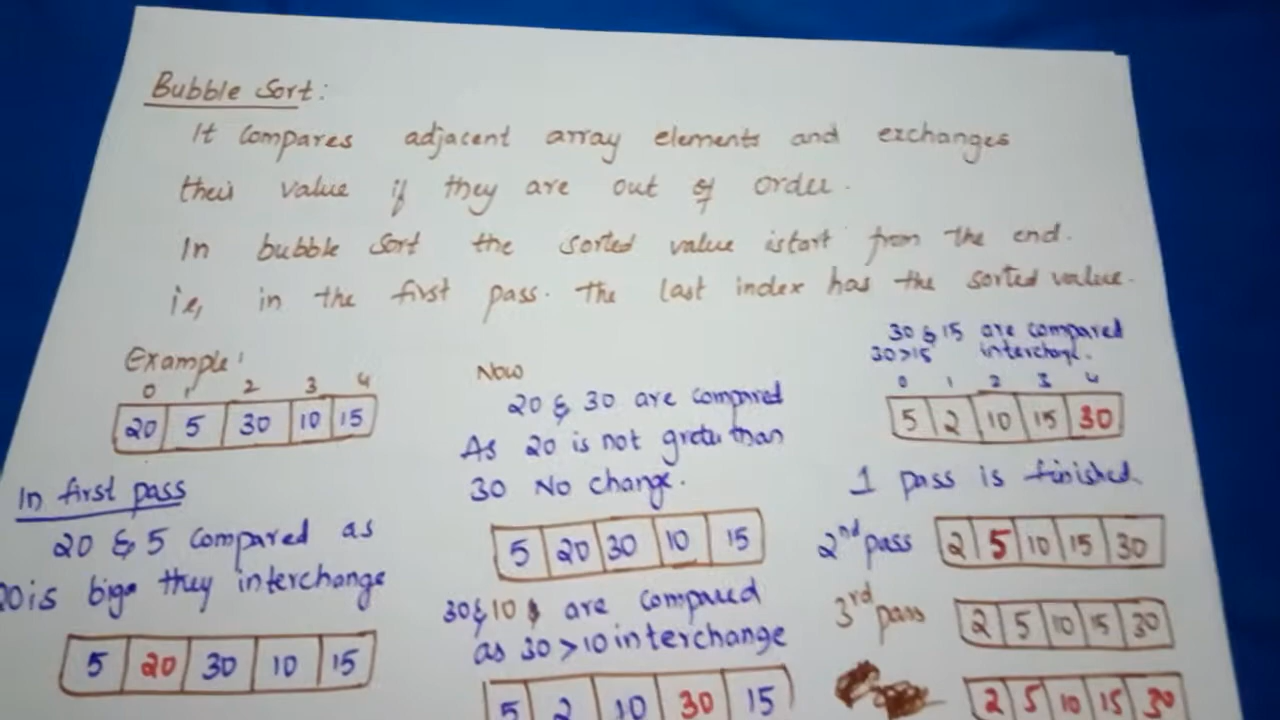 Bubble Sort:
It compares adjacent array elements and exchanges
their value if they are out of order.
In bubble sort the sorted value istart from the end.
ie, in the first pass. The last index has the sorted value.
Example:
0 1 2 3 4
20 5 30 10 15
In first pass
20 & 5 compared as
20 is bige they interchange
5 20 30 10 15
Now
20 & 30 are compared
As 20 is not greter than
30 No change.
5 20 30 10 15
30 & 10 are compared
as 30 > 10 interchange
5 2 10 30 15
30 & 15 are compared
30>15 interchange.
0 1 2 3 4
5 2 10 15 30
1 pass is finished.
2nd pass 2 5 10 15 30
3rd pass 2 5 10 15 30
2 5 10 15 30